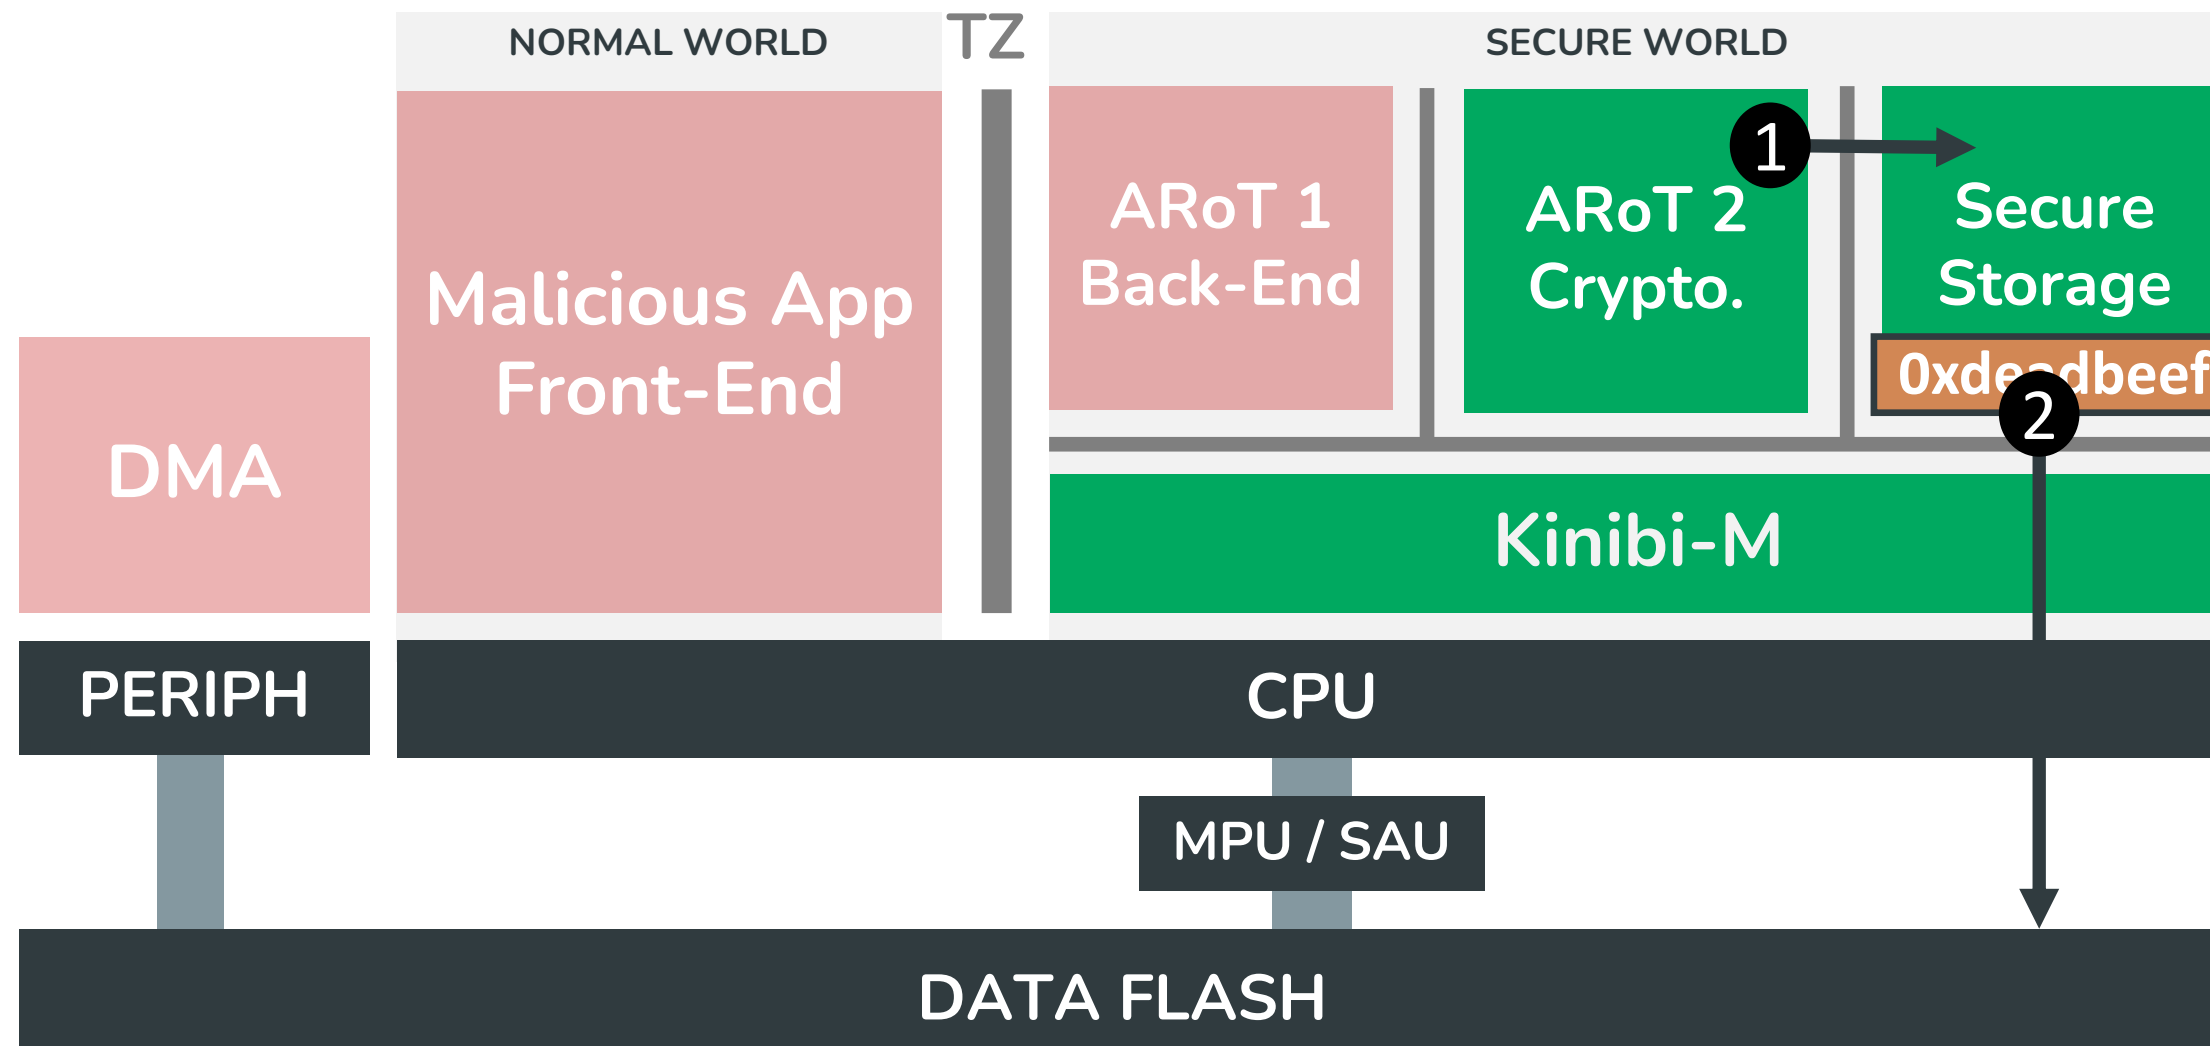 NORMAL WORLD
TZ
SECURE WORLD
Malicious App
Front-End
ARoT 1
Back-End
ARoT 2
Crypto.
1
Secure
Storage
0xdeadbeef
2
DMA
Kinibi-M
PERIPH
CPU
MPU / SAU
DATA FLASH